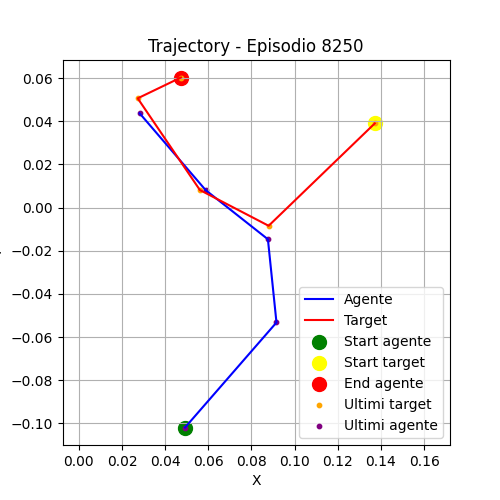 Trajectory - Episodio 8250
0.06
0.04
0.02
0.00
−0.02
−0.04
−0.06
−0.08
−0.10
Agente
Target
Start agente
Start target
End agente
Ultimi target
Ultimi agente
0.00 0.02 0.04 0.06 0.08 0.10 0.12 0.14 0.16
X